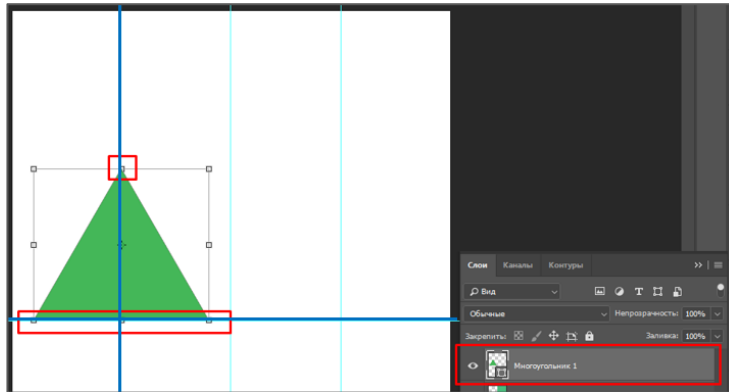 Слои Каналы Контуры
Вид
Обычные Непрозрачность: 100%
Закрепить: Заливка: 100%
Многоугольник 1